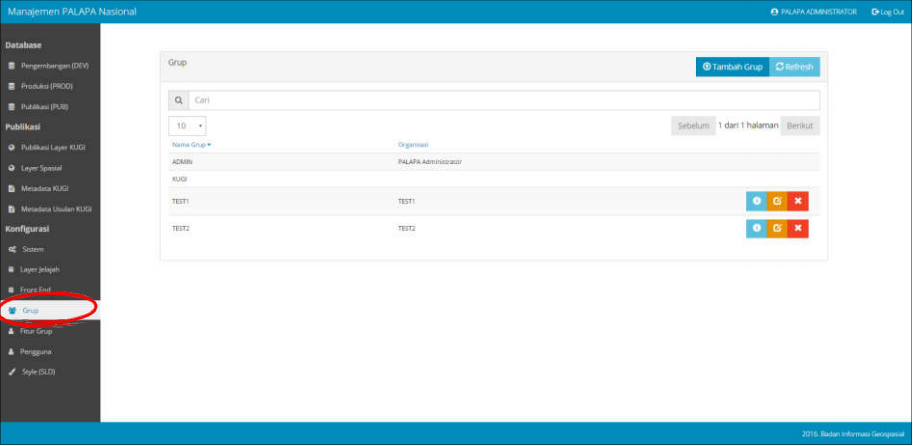 Manajemen PALAPA Nasional
PALAPA ADMINISTRATOR Log Out
Database
Pengembangan (DEV)
Produksi (PROD)
Publikasi (PUB)
Publikasi
Publikasi Layer KUGI
Layer Spasial
Metadata KUGI
Metadata Usulan KUGI
Konfigurasi
Sistem
Layer Jelajah
Front End
Grup
Fitur Grup
Pengguna
Style (SLD)
Grup
Tambah Grup Refresh
Cari
10 Sebelum 1 dari 1 halaman Berikut
Nama Grup Organisasi
ADMIN PALAPA Administrator
KUGI
TEST1 TEST1
TEST2 TEST2
2016. Badan Informasi Geospasial